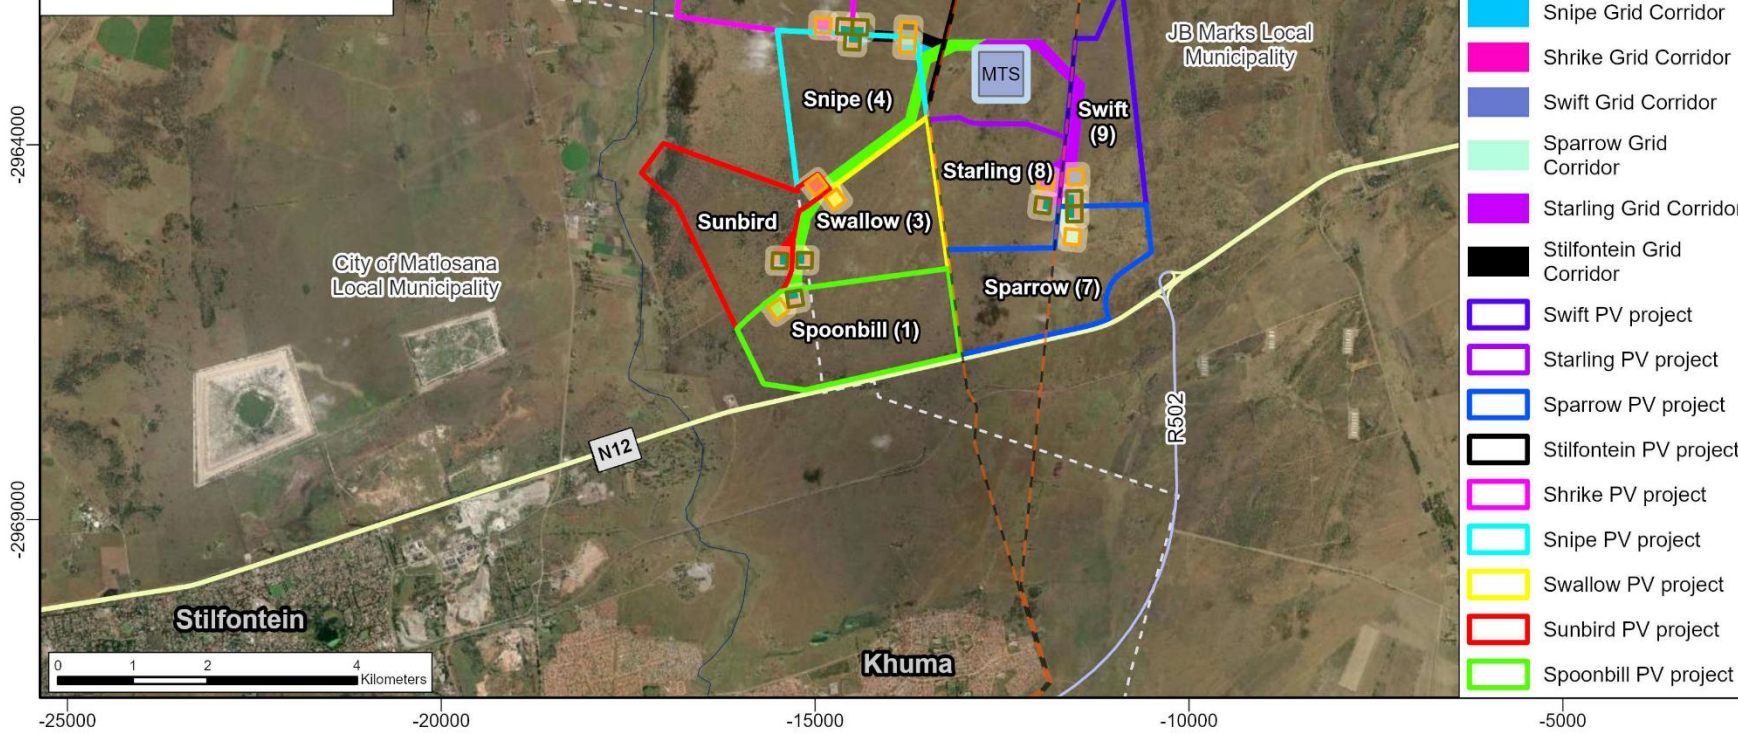 JB Marks Local
Municipality
MTS
Snipe (4)
Swift
(9)
Starling (8)
Sunbird
Swallow (3)
City of Matlosana
Local Municipality
Sparrow (7)
Spoonbill (1)
N12
R502
Stilfontein
Khuma
0 1 2 4
Kilometers
-2964000
-2969000
-25000
-20000
-15000
-10000
-5000
Snipe Grid Corridor
Shrike Grid Corridor
Swift Grid Corridor
Sparrow Grid
Corridor
Starling Grid Corridor
Stilfontein Grid
Corridor
Swift PV project
Starling PV project
Sparrow PV project
Stilfontein PV project
Shrike PV project
Snipe PV project
Swallow PV project
Sunbird PV project
Spoonbill PV project